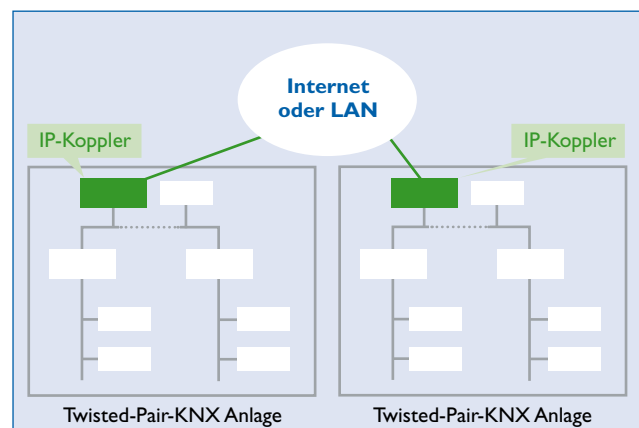 Internet
oder LAN
IP-Koppler
IP-Koppler
Twisted-Pair-KNX Anlage
Twisted-Pair-KNX Anlage